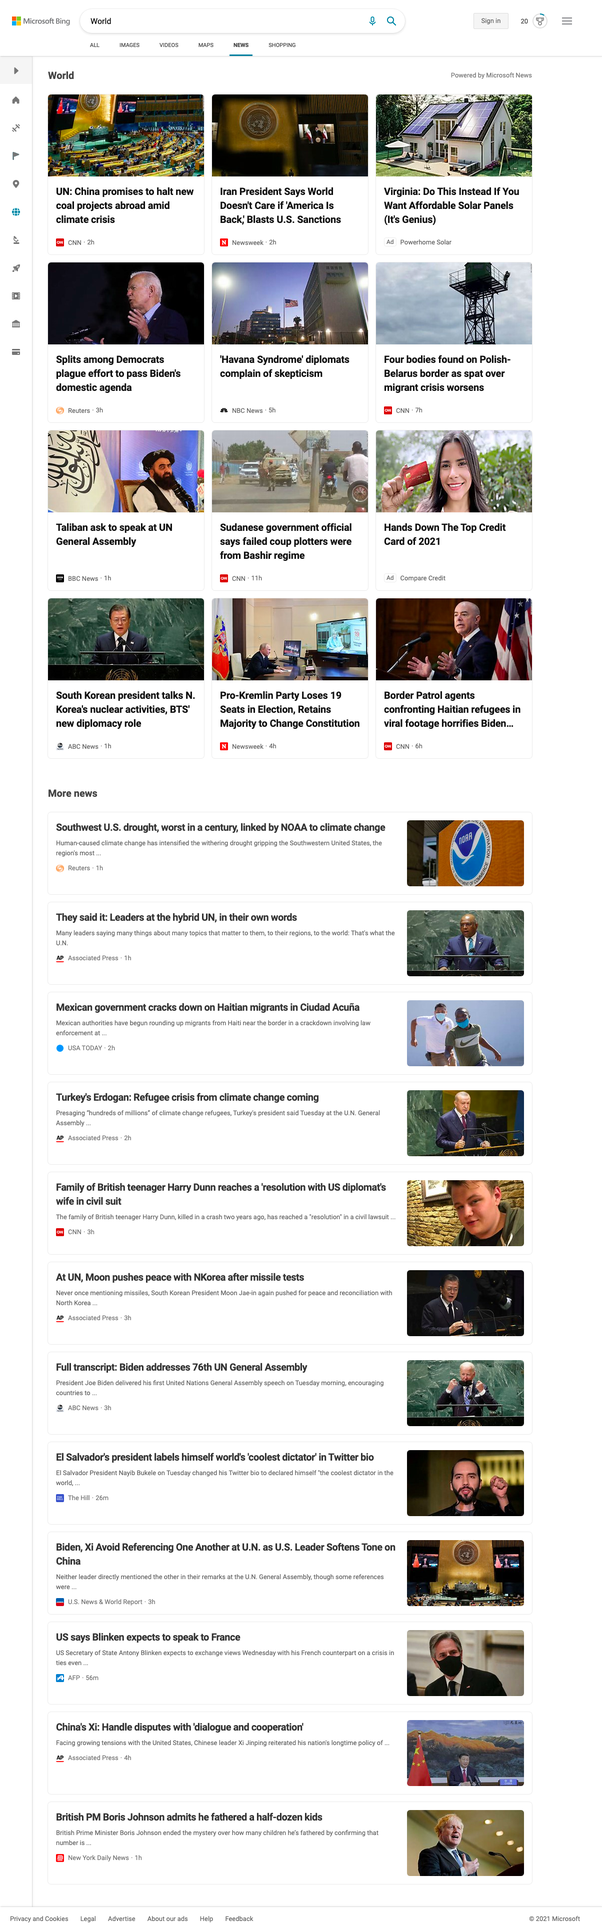 Microsoft Bing
World
Sign in
20
ALL
IMAGES
VIDEOS
MAPS
NEWS
SHOPPING
World
Powered by Microsoft News
UN: China promises to halt new
coal projects abroad amid
climate crisis
CNN · 2h
Iran President Says World
Doesn't Care if 'America Is
Back,' Blasts U.S. Sanctions
Newsweek · 2h
Virginia: Do This Instead If You
Want Affordable Solar Panels
(It's Genius)
Ad Powerhome Solar
Splits among Democrats
plague effort to pass Biden's
domestic agenda
Reuters · 3h
'Havana Syndrome' diplomats
complain of skepticism
NBC News · 5h
Four bodies found on Polish-
Belarus border as spat over
migrant crisis worsens
CNN · 7h
Taliban ask to speak at UN
General Assembly
BBC News · 1h
Sudanese government official
says failed coup plotters were
from Bashir regime
CNN · 11h
Hands Down The Top Credit
Card of 2021
Ad Compare Credit
South Korean president talks N.
Korea's nuclear activities, BTS'
new diplomacy role
ABC News · 1h
Pro-Kremlin Party Loses 19
Seats in Election, Retains
Majority to Change Constitution
Newsweek · 4h
Border Patrol agents
confronting Haitian refugees in
viral footage horrifies Biden...
CNN · 6h
More news
Southwest U.S. drought, worst in a century, linked by NOAA to climate change
Human-caused climate change has intensified the withering drought gripping the Southwestern United States, the
region's most ...
Reuters · 1h
NOAA
They said it: Leaders at the hybrid UN, in their own words
Many leaders saying many things about many topics that matter to them, to their regions, to the world: That's what the
U.N.
AP Associated Press · 1h
Mexican government cracks down on Haitian migrants in Ciudad Acuña
Mexican authorities have begun rounding up migrants from Haiti near the border in a crackdown involving law
enforcement at ...
USA TODAY · 2h
Turkey's Erdogan: Refugee crisis from climate change coming
Presaging "hundreds of millions" of climate change refugees, Turkey's president said Tuesday at the U.N. General
Assembly ...
AP Associated Press · 2h
Family of British teenager Harry Dunn reaches a 'resolution with US diplomat's
wife in civil suit
The family of British teenager Harry Dunn, killed in a crash two years ago, has reached a "resolution" in a civil lawsuit ...
CNN · 3h
At UN, Moon pushes peace with NKorea after missile tests
Never once mentioning missiles, South Korean President Moon Jae-in again pushed for peace and reconciliation with
North Korea ...
AP Associated Press · 3h
Full transcript: Biden addresses 76th UN General Assembly
President Joe Biden delivered his first United Nations General Assembly speech on Tuesday morning, encouraging
countries to ...
ABC News · 3h
El Salvador's president labels himself world's 'coolest dictator' in Twitter bio
El Salvador President Nayib Bukele on Tuesday changed his Twitter bio to declared himself "the coolest dictator in the
world, ...
The Hill · 26m
Biden, Xi Avoid Referencing One Another at U.N. as U.S. Leader Softens Tone on
China
Neither leader directly mentioned the other in their remarks at the U.N. General Assembly, though some references
were ...
U.S. News & World Report · 3h
US says Blinken expects to speak to France
US Secretary of State Antony Blinken expects to exchange views Wednesday with his French counterpart on a crisis in
ties even ...
AFP · 56m
China's Xi: Handle disputes with 'dialogue and cooperation'
Facing growing tensions with the United States, Chinese leader Xi Jinping reiterated his nation's longtime policy of ...
AP Associated Press · 4h
British PM Boris Johnson admits he fathered a half-dozen kids
British Prime Minister Boris Johnson ended the mystery over how many children he's fathered by confirming that
number is ...
New York Daily News · 1h
Privacy and Cookies
Legal
Advertise
About our ads
Help
Feedback
© 2021 Microsoft